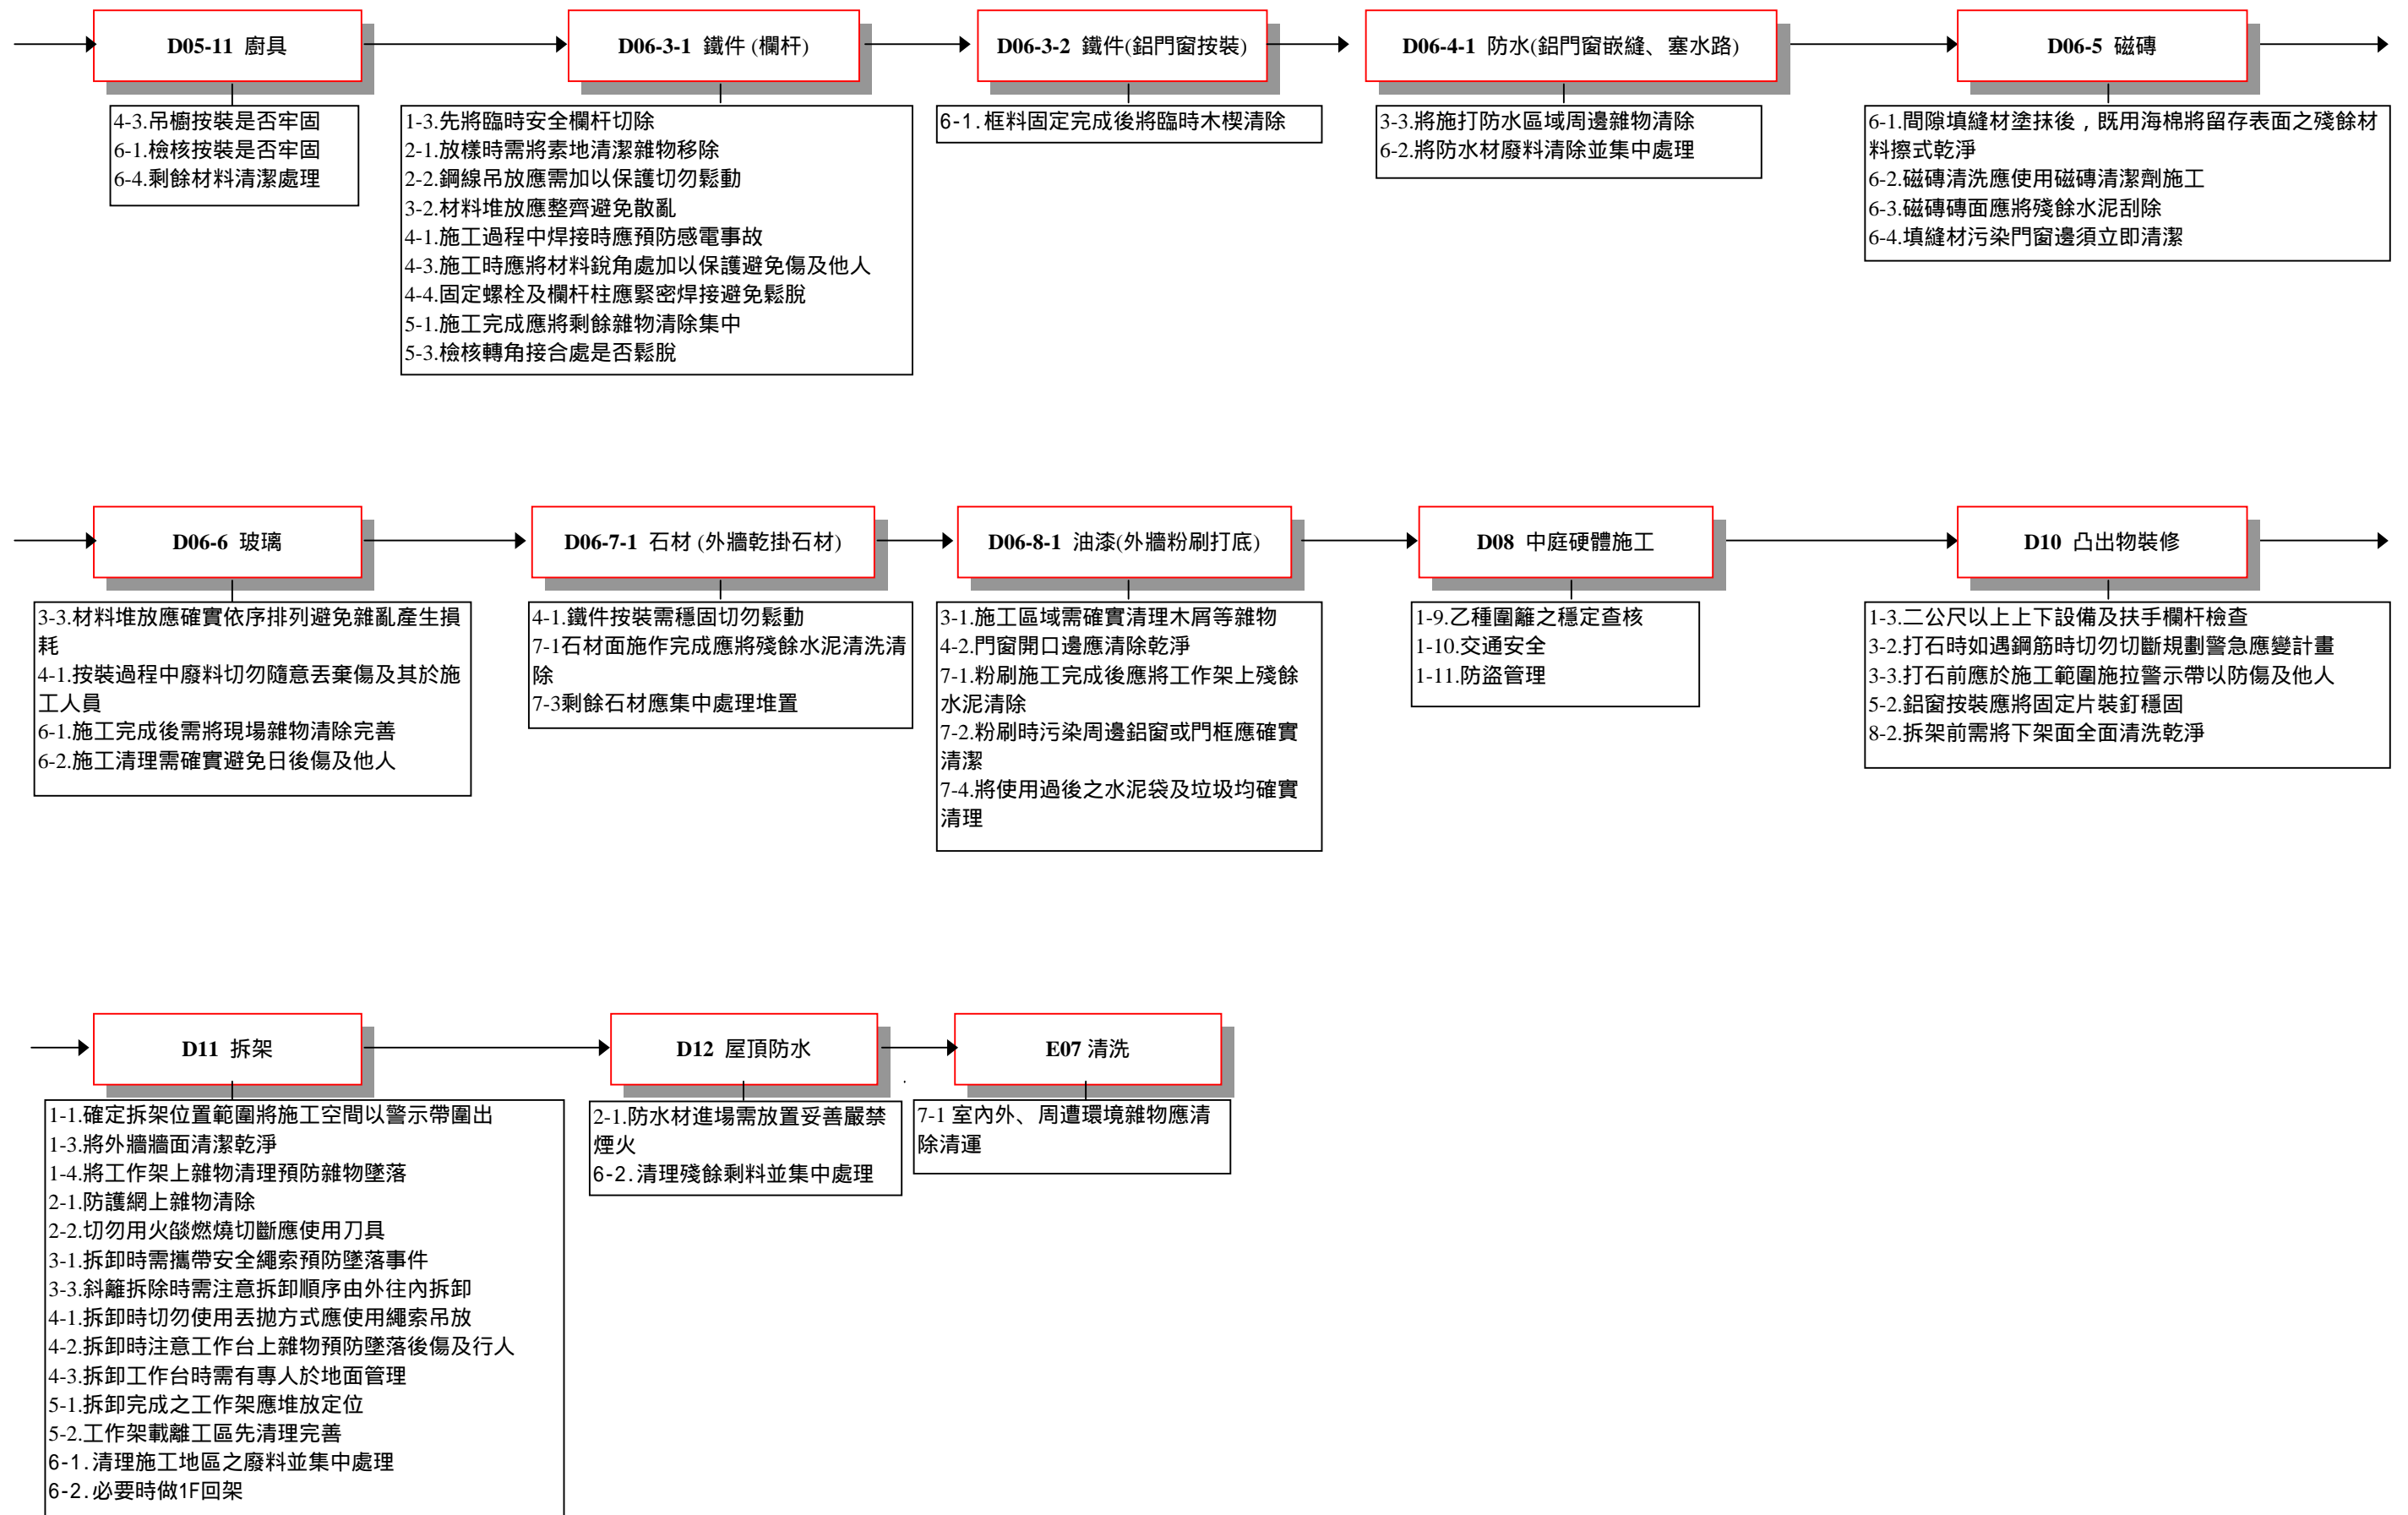 D05-11 廚具
D06-3-1 鐵件 (欄杆)
D06-3-2 鐵件(鋁門窗按裝)
D06-4-1 防水(鋁門窗嵌縫、塞水路)
D06-5 磁磚
4-3.吊櫥按裝是否牢固
6-1.檢核按裝是否牢固
6-4.剩餘材料清潔處理
1-3.先將臨時安全欄杆切除
2-1.放樣時需將素地清潔雜物移除
2-2.鋼線吊放應需加以保護切勿鬆動
3-2.材料堆放應整齊避免散亂
4-1.施工過程中焊接時應預防感電事故
4-3.施工時應將材料銳角處加以保護避免傷及他人
4-4.固定螺栓及欄杆柱應緊密焊接避免鬆脫
5-1.施工完成應將剩餘雜物清除集中
5-3.檢核轉角接合處是否鬆脫
6-1.框料固定完成後將臨時木楔清除
3-3.將施打防水區域周邊雜物清除
6-2.將防水材廢料清除並集中處理
6-1.間隙填縫材塗抹後，既用海棉將留存表面之殘餘材
料擦式乾淨
6-2.磁磚清洗應使用磁磚清潔劑施工
6-3.磁磚磚面應將殘餘水泥刮除
6-4.填縫材污染門窗邊須立即清潔
D06-6 玻璃
D06-7-1 石材 (外牆乾掛石材)
D06-8-1 油漆(外牆粉刷打底)
D08 中庭硬體施工
D10 凸出物裝修
3-3.材料堆放應確實依序排列避免雜亂產生損
耗
4-1.按裝過程中廢料切勿隨意丟棄傷及其於施
工人員
6-1.施工完成後需將現場雜物清除完善
6-2.施工清理需確實避免日後傷及他人
4-1.鐵件按裝需穩固切勿鬆動
7-1石材面施作完成應將殘餘水泥清洗清
除
7-3剩餘石材應集中處理堆置
3-1.施工區域需確實清理木屑等雜物
4-2.門窗開口邊應清除乾淨
7-1.粉刷施工完成後應將工作架上殘餘
水泥清除
7-2.粉刷時污染周邊鋁窗或門框應確實
清潔
7-4.將使用過後之水泥袋及垃圾均確實
清理
1-9.乙種圍籬之穩定查核
1-10.交通安全
1-11.防盜管理
1-3.二公尺以上上下設備及扶手欄杆檢查
3-2.打石時如遇鋼筋時切勿切斷規劃警急應變計畫
3-3.打石前應於施工範圍施拉警示帶以防傷及他人
5-2.鋁窗按裝應將固定片裝釘穩固
8-2.拆架前需將下架面全面清洗乾淨
D11 拆架
D12 屋頂防水
E07 清洗
1-1.確定拆架位置範圍將施工空間以警示帶圍出
1-3.將外牆牆面清潔乾淨
1-4.將工作架上雜物清理預防雜物墜落
2-1.防護網上雜物清除
2-2.切勿用火燄燃燒切斷應使用刀具
3-1.拆卸時需攜帶安全繩索預防墜落事件
3-3.斜籬拆除時需注意拆卸順序由外往內拆卸
4-1.拆卸時切勿使用丟拋方式應使用繩索吊放
4-2.拆卸時注意工作台上雜物預防墜落後傷及行人
4-3.拆卸工作台時需有專人於地面管理
5-1.拆卸完成之工作架應堆放定位
5-2.工作架載離工區先清理完善
6-1.清理施工地區之廢料並集中處理
6-2.必要時做1F回架
2-1.防水材進場需放置妥善嚴禁
煙火
6-2.清理殘餘剩料並集中處理
7-1 室內外、周遭環境雜物應清
除清運